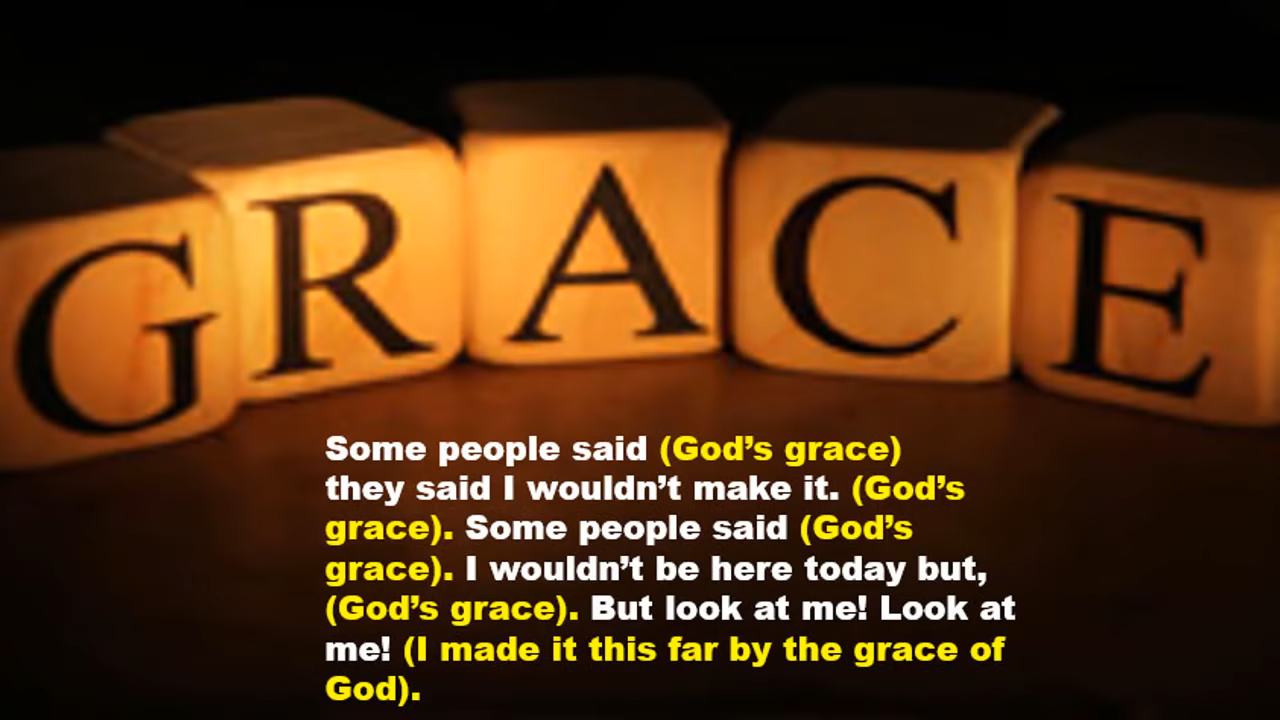 GRACE
Some people said (God’s grace)
they said I wouldn’t make it. (God’s
grace). Some people said (God’s
grace). I wouldn’t be here today but,
(God’s grace). But look at me! Look at
me! (I made it this far by the grace of
God).